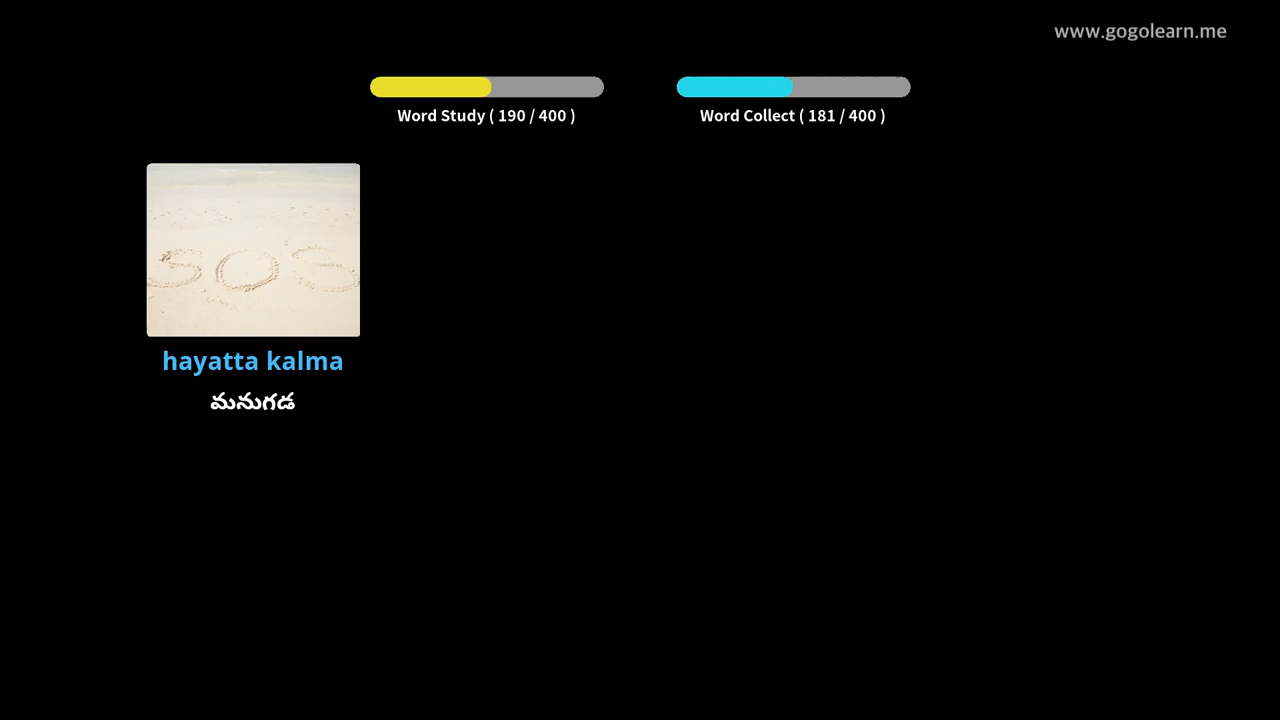 www.gogolearn.me
Word Study ( 190 / 400 )
Word Collect ( 181 / 400 )
SOS
hayatta kalma
మనుగడ